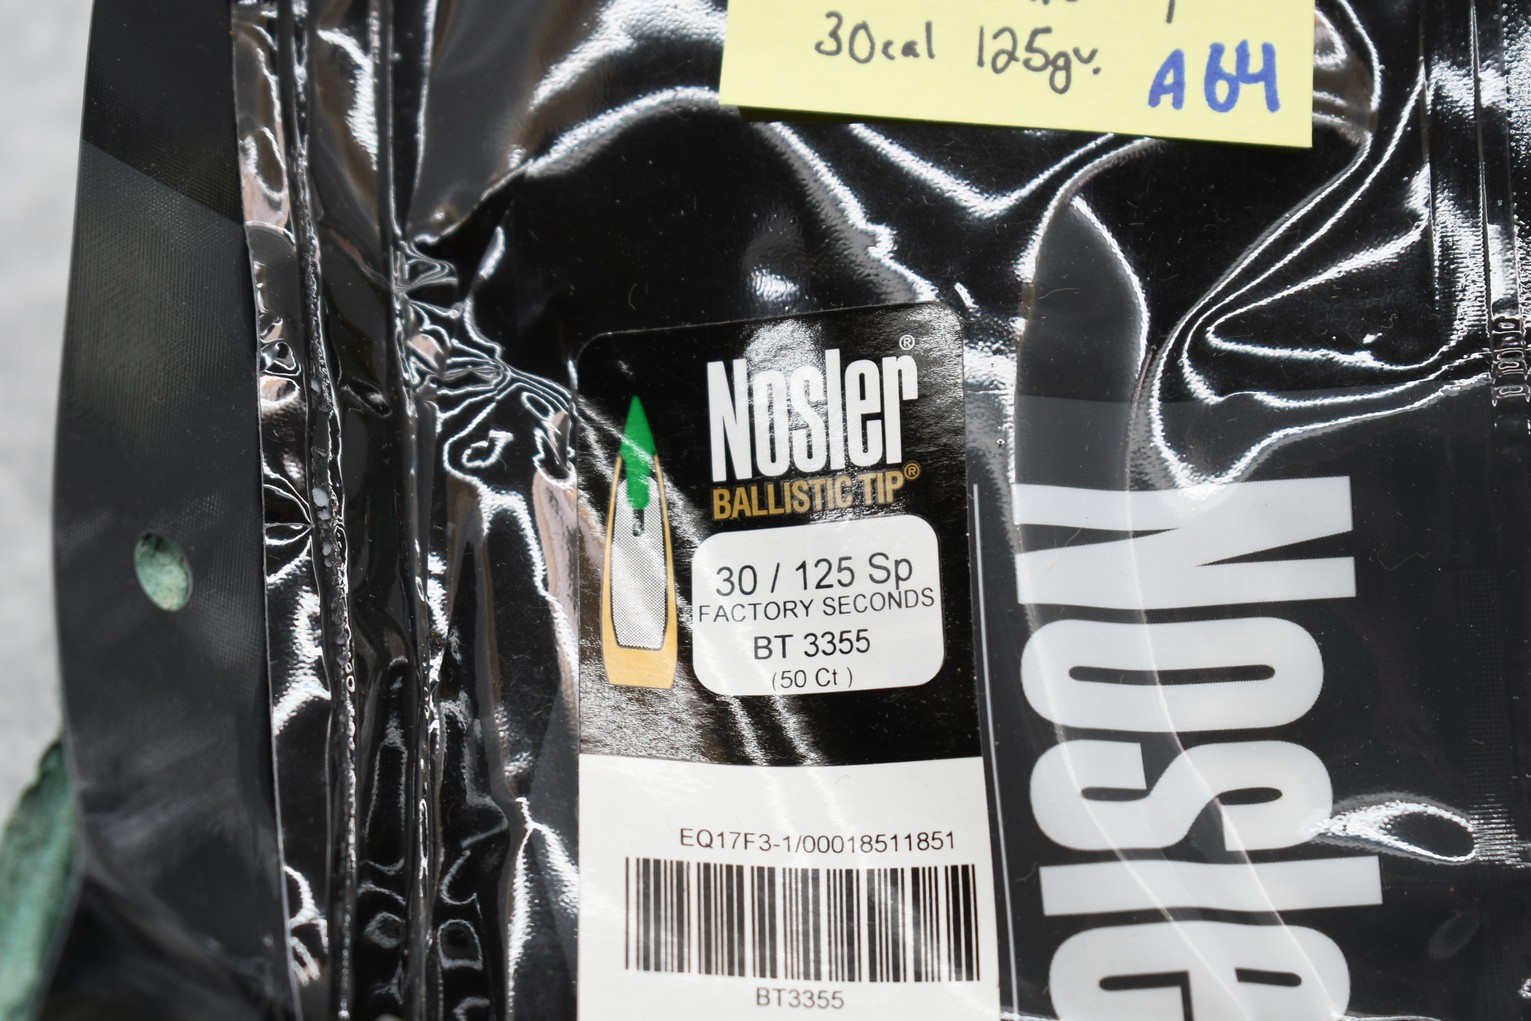 30cal 125gr. A64
Nosler®
BALLISTIC TIP®
30 / 125 Sp
FACTORY SECONDS
BT 3355
(50 Ct )
EQ17F3-1/00018511851
BT3355
Nosle